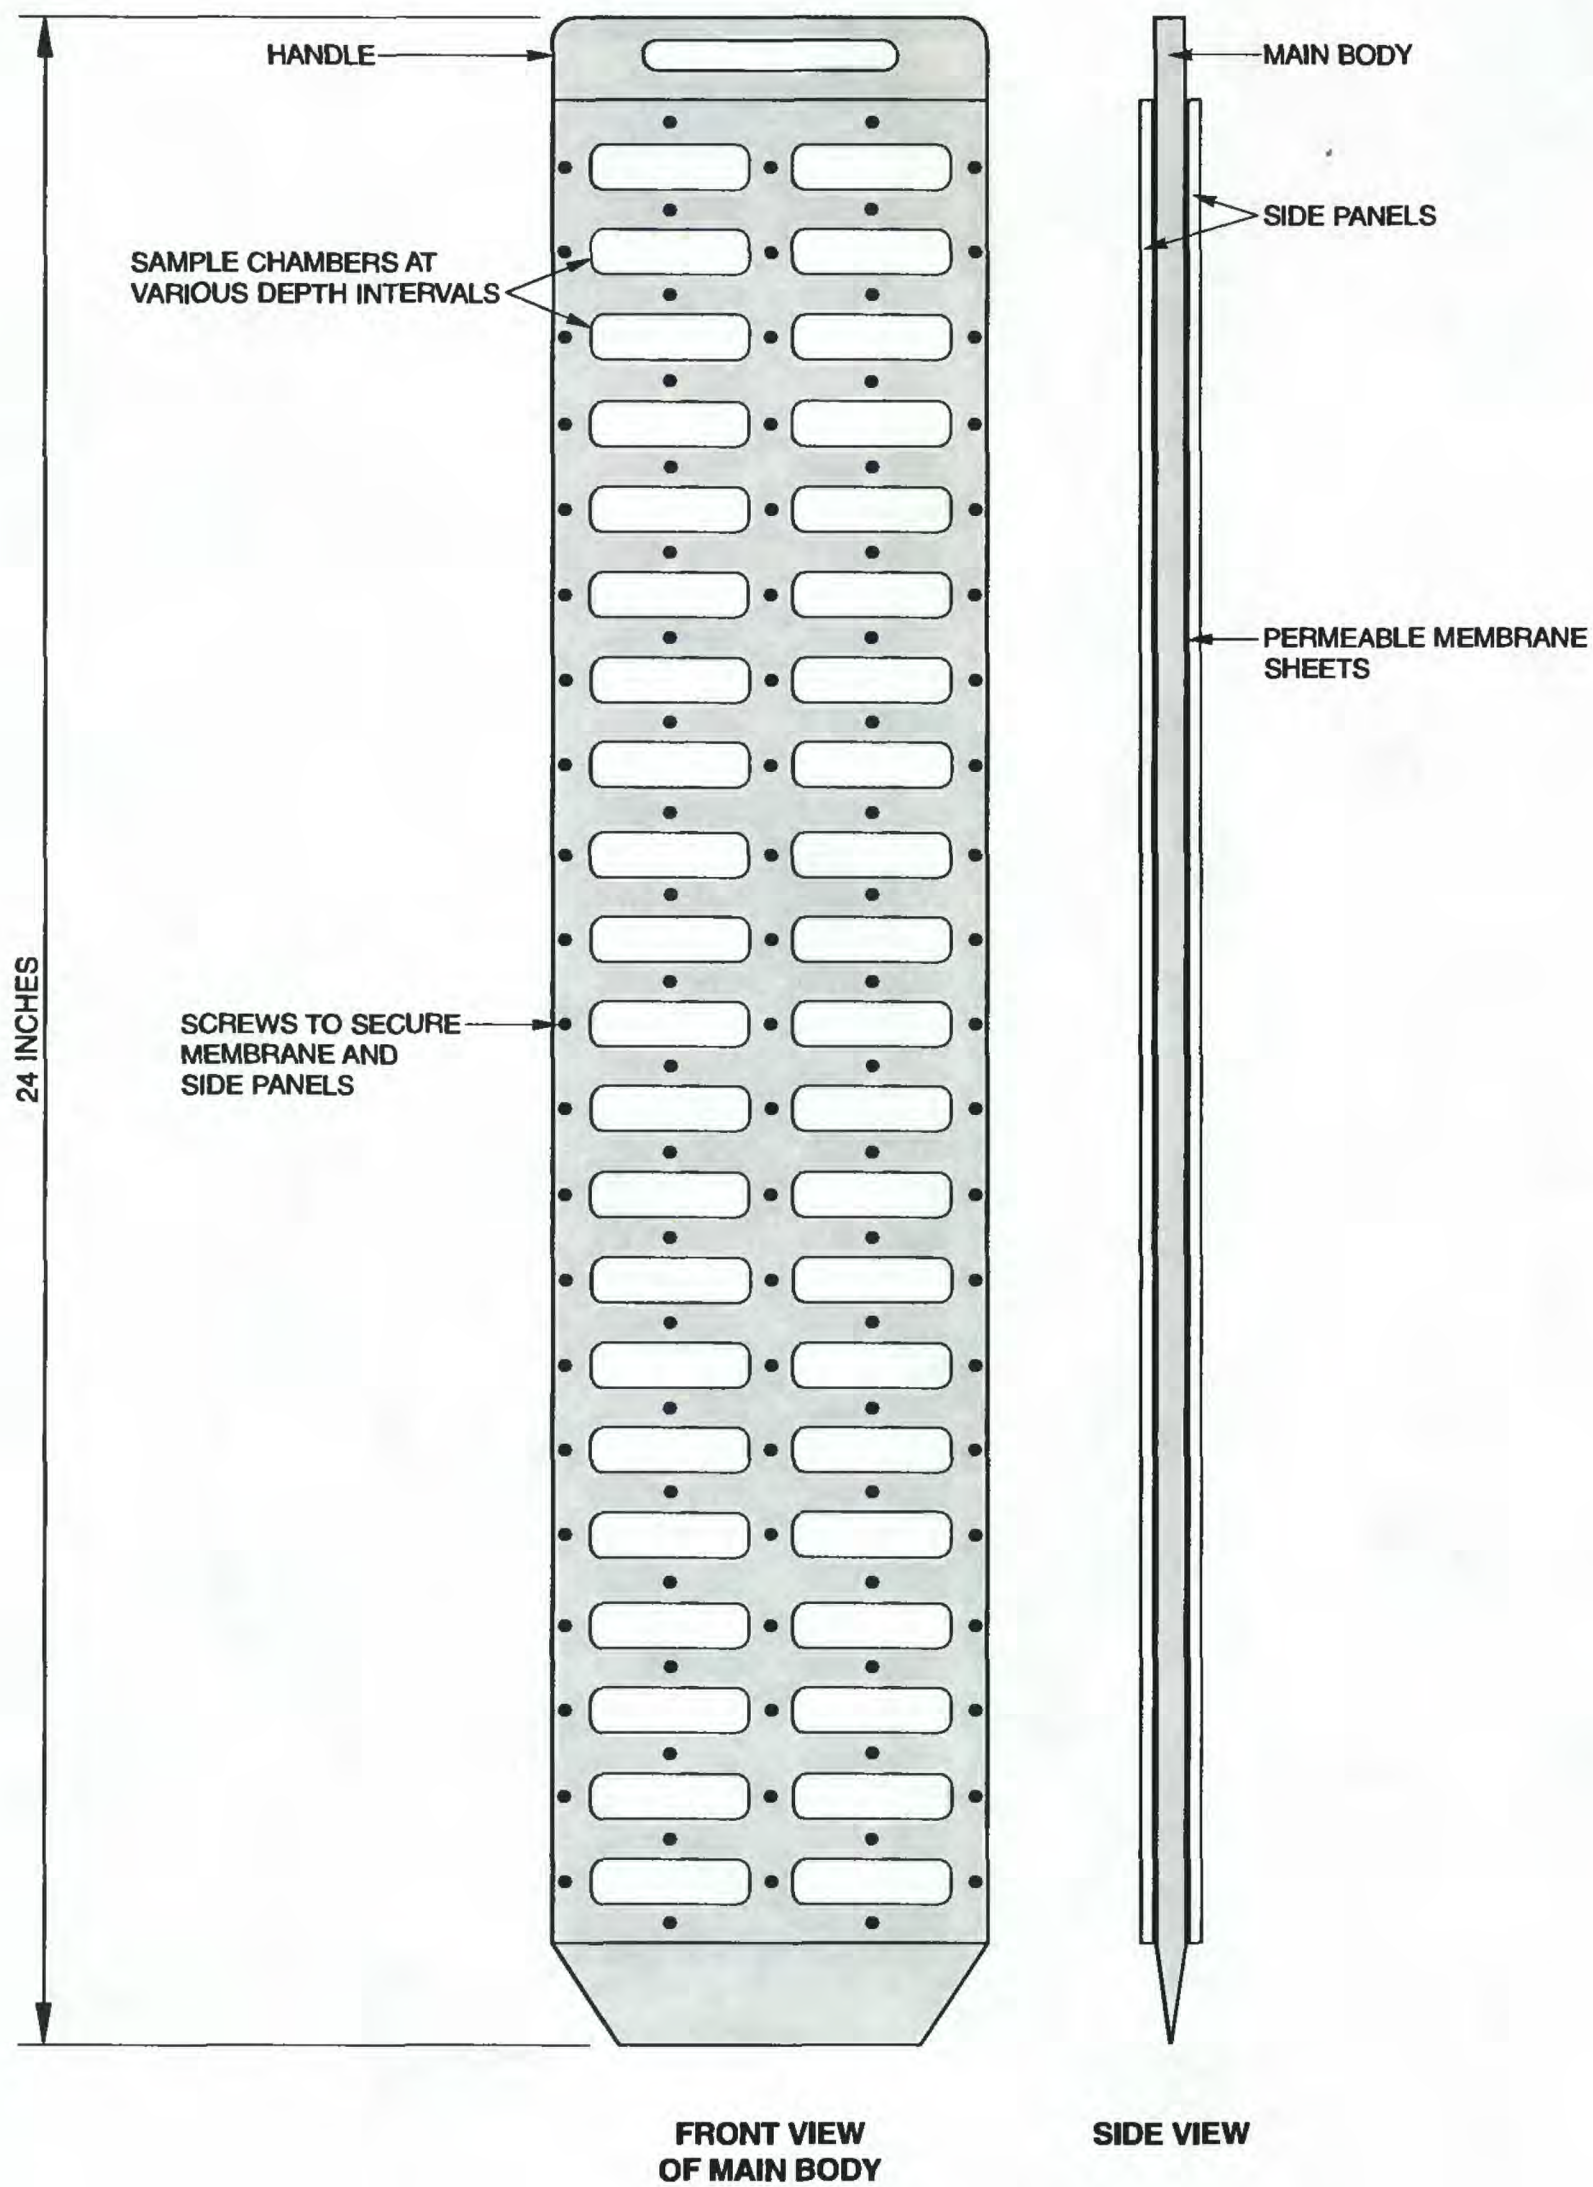 HANDLE
MAIN BODY
SIDE PANELS
SAMPLE CHAMBERS AT
VARIOUS DEPTH INTERVALS
PERMEABLE MEMBRANE
SHEETS
24 INCHES
SCREWS TO SECURE
MEMBRANE AND
SIDE PANELS
FRONT VIEW
OF MAIN BODY
SIDE VIEW